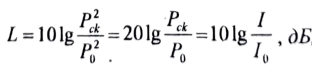 L = 10 lg P²ck / P²0 = 20 lg Pck / P0 = 10 lg I / I0 , дБ,